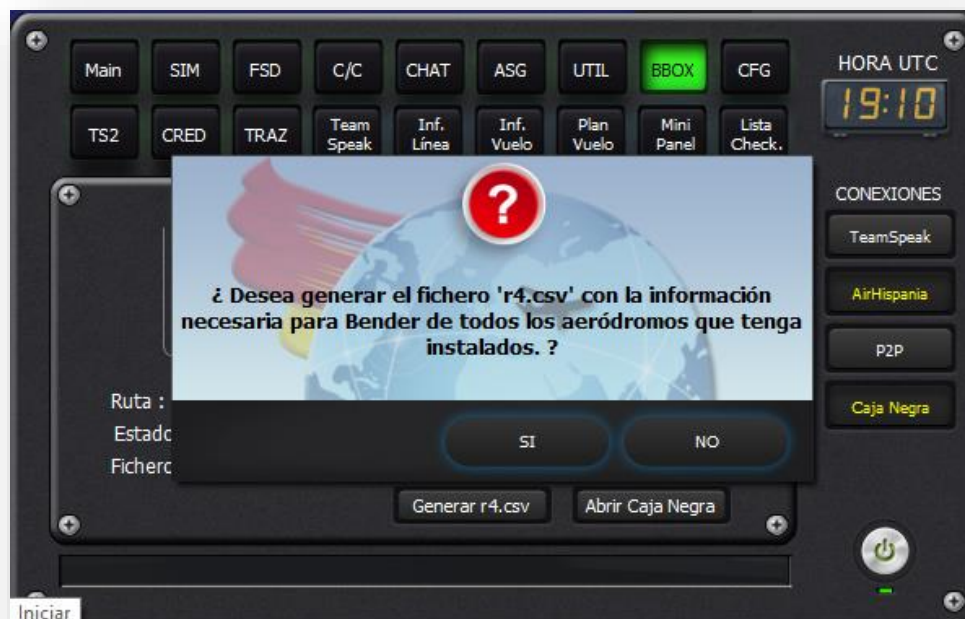 Main SIM FSD C/C CHAT ASG UTIL BBOX CFG
HORA UTC
19:10
TS2 CRED TRAZ Team Speak Inf. Línea Inf. Vuelo Plan Vuelo Mini Panel Lista Check.
¿ Desea generar el fichero 'r4.csv' con la información
necesaria para Bender de todos los aeródromos que tenga
instalados. ?
SI NO
CONEXIONES
TeamSpeak
AirHispania
P2P
Caja Negra
Ruta :
Estado
Fichero
Generar r4.csv Abrir Caja Negra
Iniciar